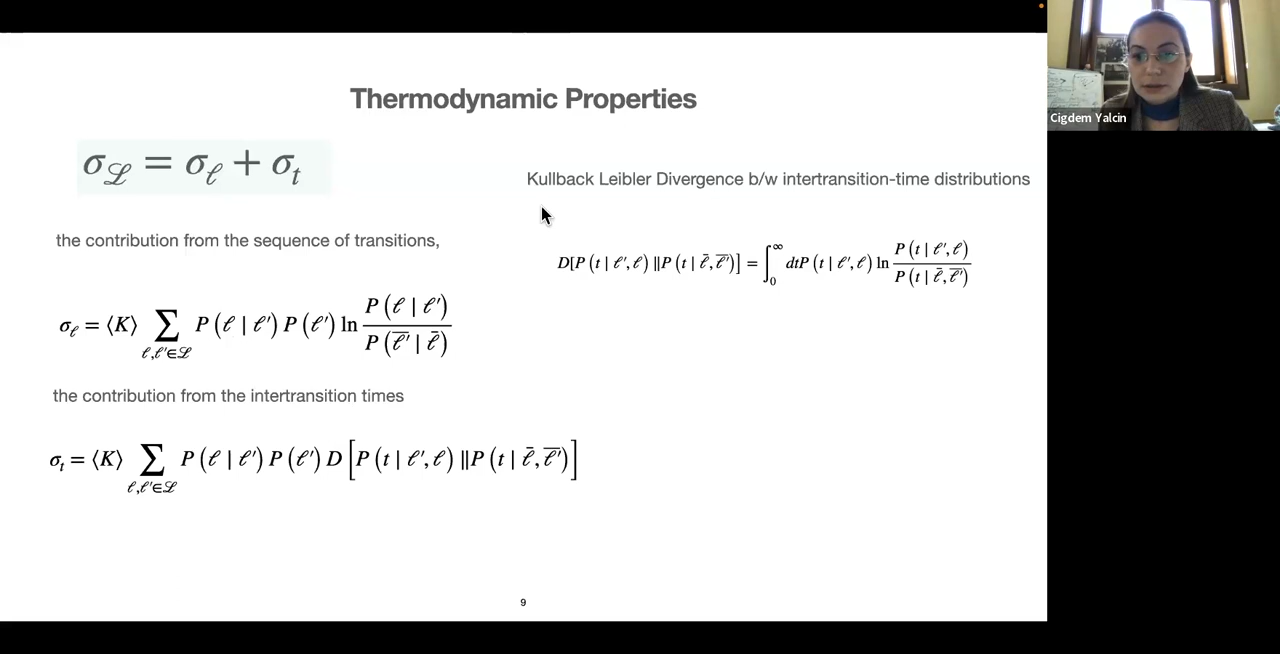 Thermodynamic Properties
σ_ℒ = σ_ℓ + σ_t
Kullback Leibler Divergence b/w intertransition-time distributions
the contribution from the sequence of transitions,
D[P (t | ℓ′, ℓ) || P (t | ℓ̄, ℓ̄′)] = ∫₀^∞ dtP (t | ℓ′, ℓ) ln P (t | ℓ′, ℓ) / P (t | ℓ̄, ℓ̄′)
σ_ℓ = ⟨K⟩ ∑_{ℓ,ℓ′∈ℒ} P (ℓ | ℓ′) P (ℓ′) ln P (ℓ | ℓ′) / P (ℓ̄′ | ℓ̄)
the contribution from the intertransition times
σ_t = ⟨K⟩ ∑_{ℓ,ℓ′∈ℒ} P (ℓ | ℓ′) P (ℓ′) D [P (t | ℓ′, ℓ) || P (t | ℓ̄, ℓ̄′)]
9
Cigdem Yalcin